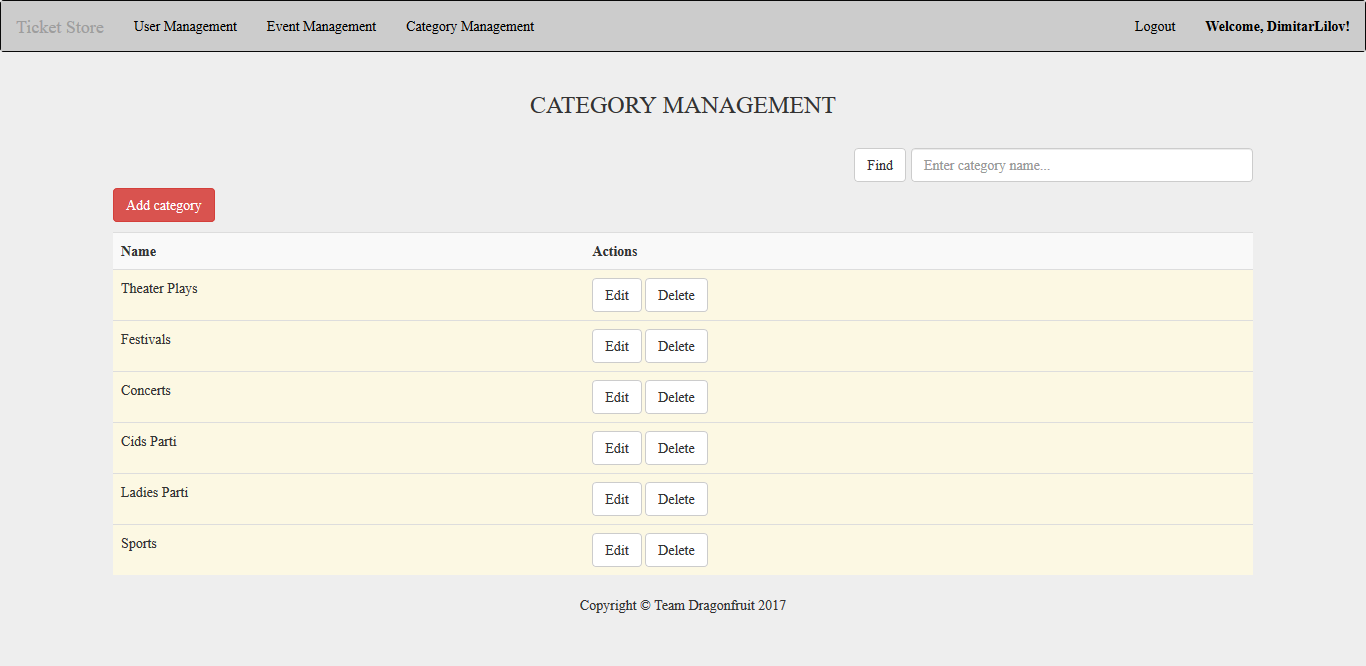 Ticket Store User Management Event Management Category Management Logout Welcome, DimitarLilov!
CATEGORY MANAGEMENT
Find Enter category name...
Add category
Name Actions
Theater Plays Edit Delete
Festivals Edit Delete
Concerts Edit Delete
Cids Parti Edit Delete
Ladies Parti Edit Delete
Sports Edit Delete
Copyright © Team Dragonfruit 2017